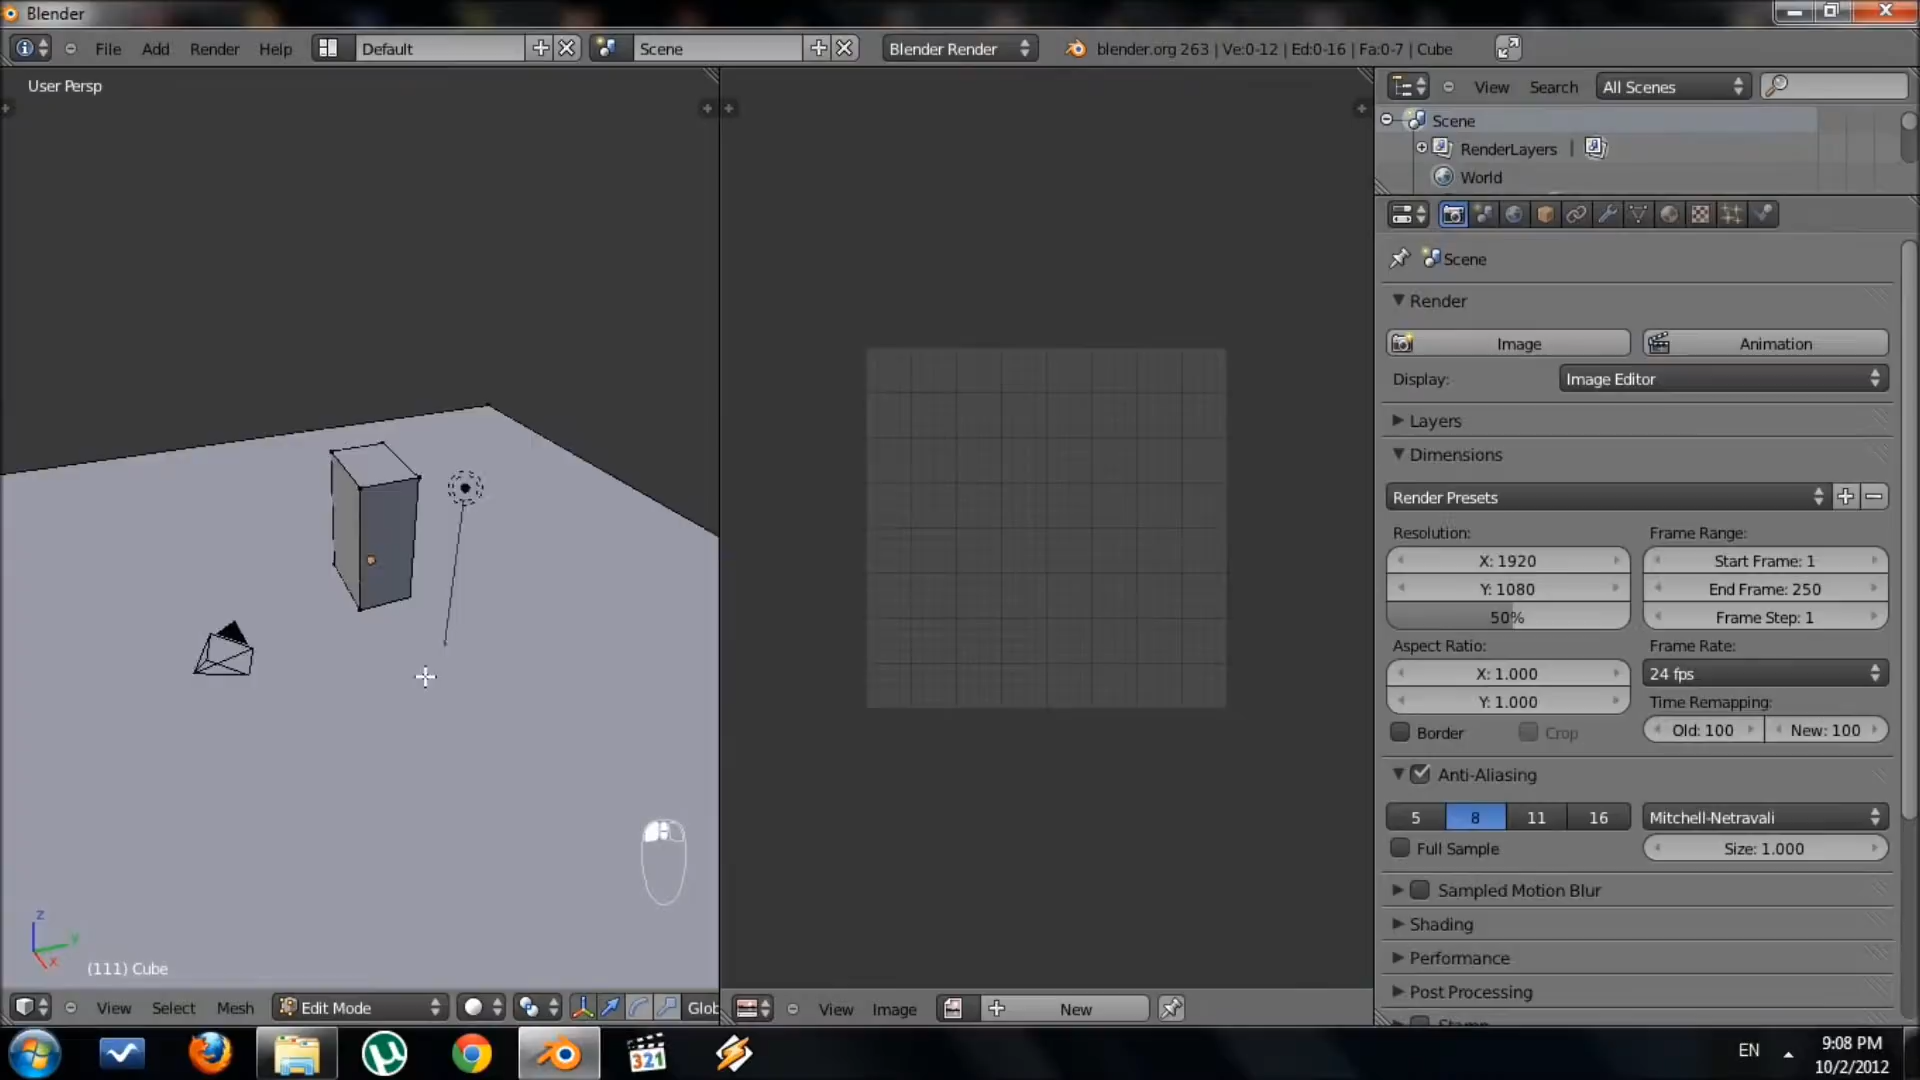 Blender
File Add Render Help Default Scene Blender Render blender.org 263 | Ve:0-12 | Ed:0-16 | Fa:0-7 | Cube
User Persp
View Search All Scenes
Scene
RenderLayers |
World
Scene
Render
Image Animation
Display: Image Editor
Layers
Dimensions
Render Presets
Resolution: Frame Range:
X: 1920 Start Frame: 1
Y: 1080 End Frame: 250
50% Frame Step: 1
Aspect Ratio: Frame Rate:
X: 1.000 24 fps
Y: 1.000 Time Remapping:
Border Crop Old: 100 New: 100
Anti-Aliasing
5 8 11 16 Mitchell-Netravali
Full Sample Size: 1.000
Sampled Motion Blur
Shading
Performance
Post Processing
z
y
x
(111) Cube
View Select Mesh Edit Mode Glob
View Image New
321
EN 9:08 PM
10/2/2012